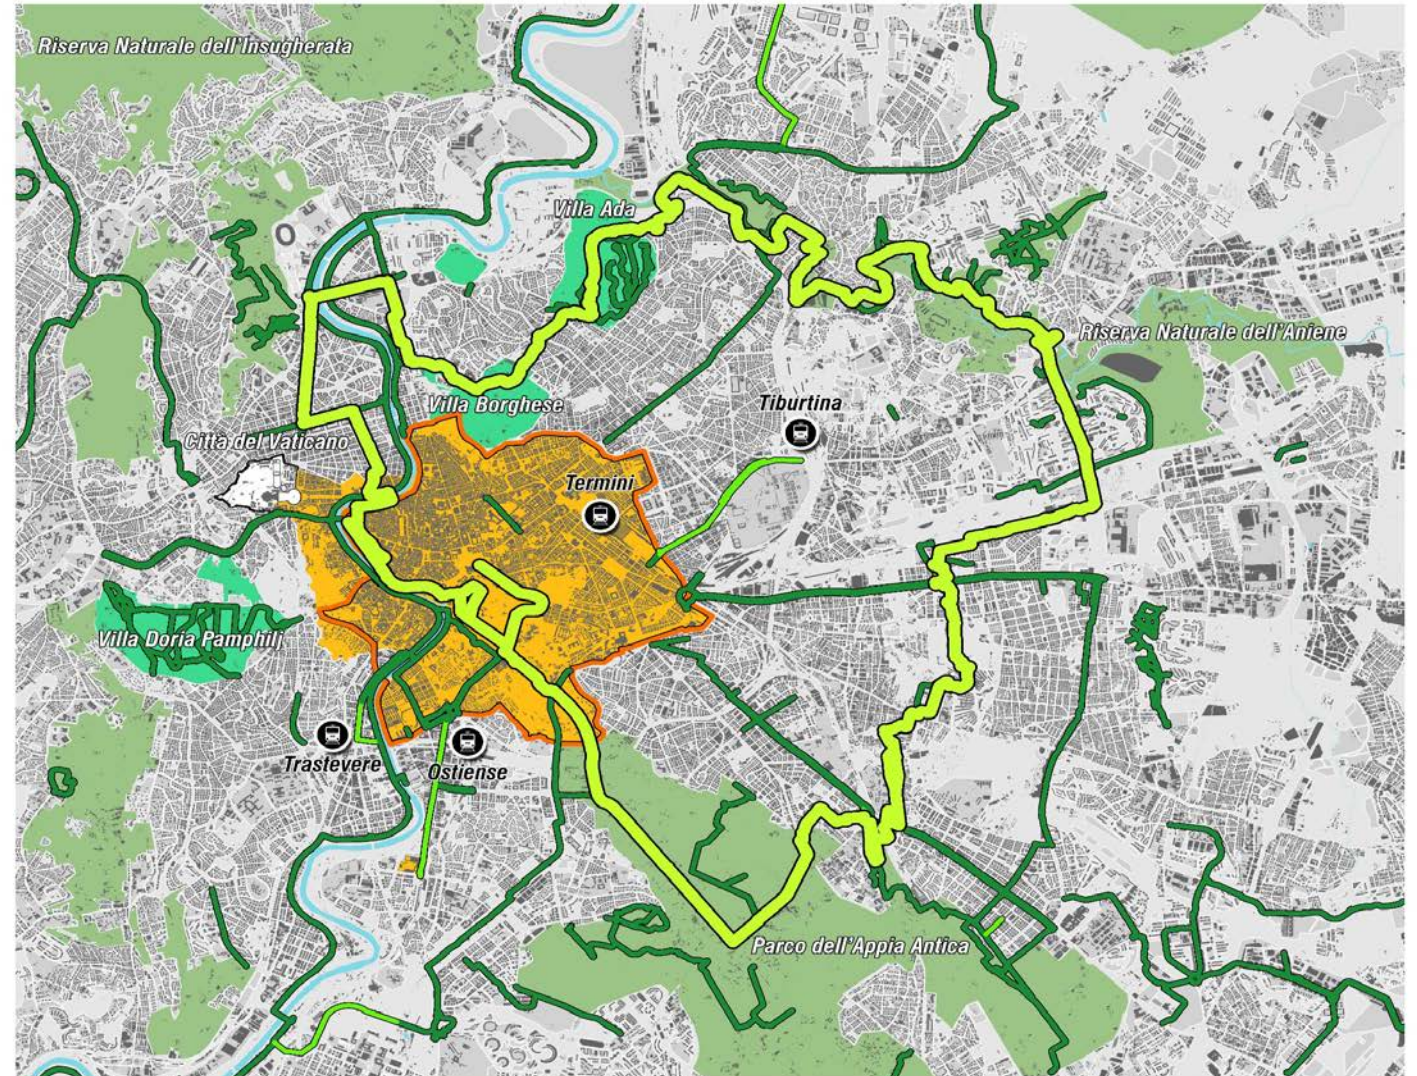 Riserva Naturale dell'Insugherata
Villa Ada
Riserva Naturale dell'Aniene
Villa Borghese
Tiburtina
Città del Vaticano
Termini
Villa Doria Pamphilj
Trastevere
Ostiense
Parco dell'Appia Antica